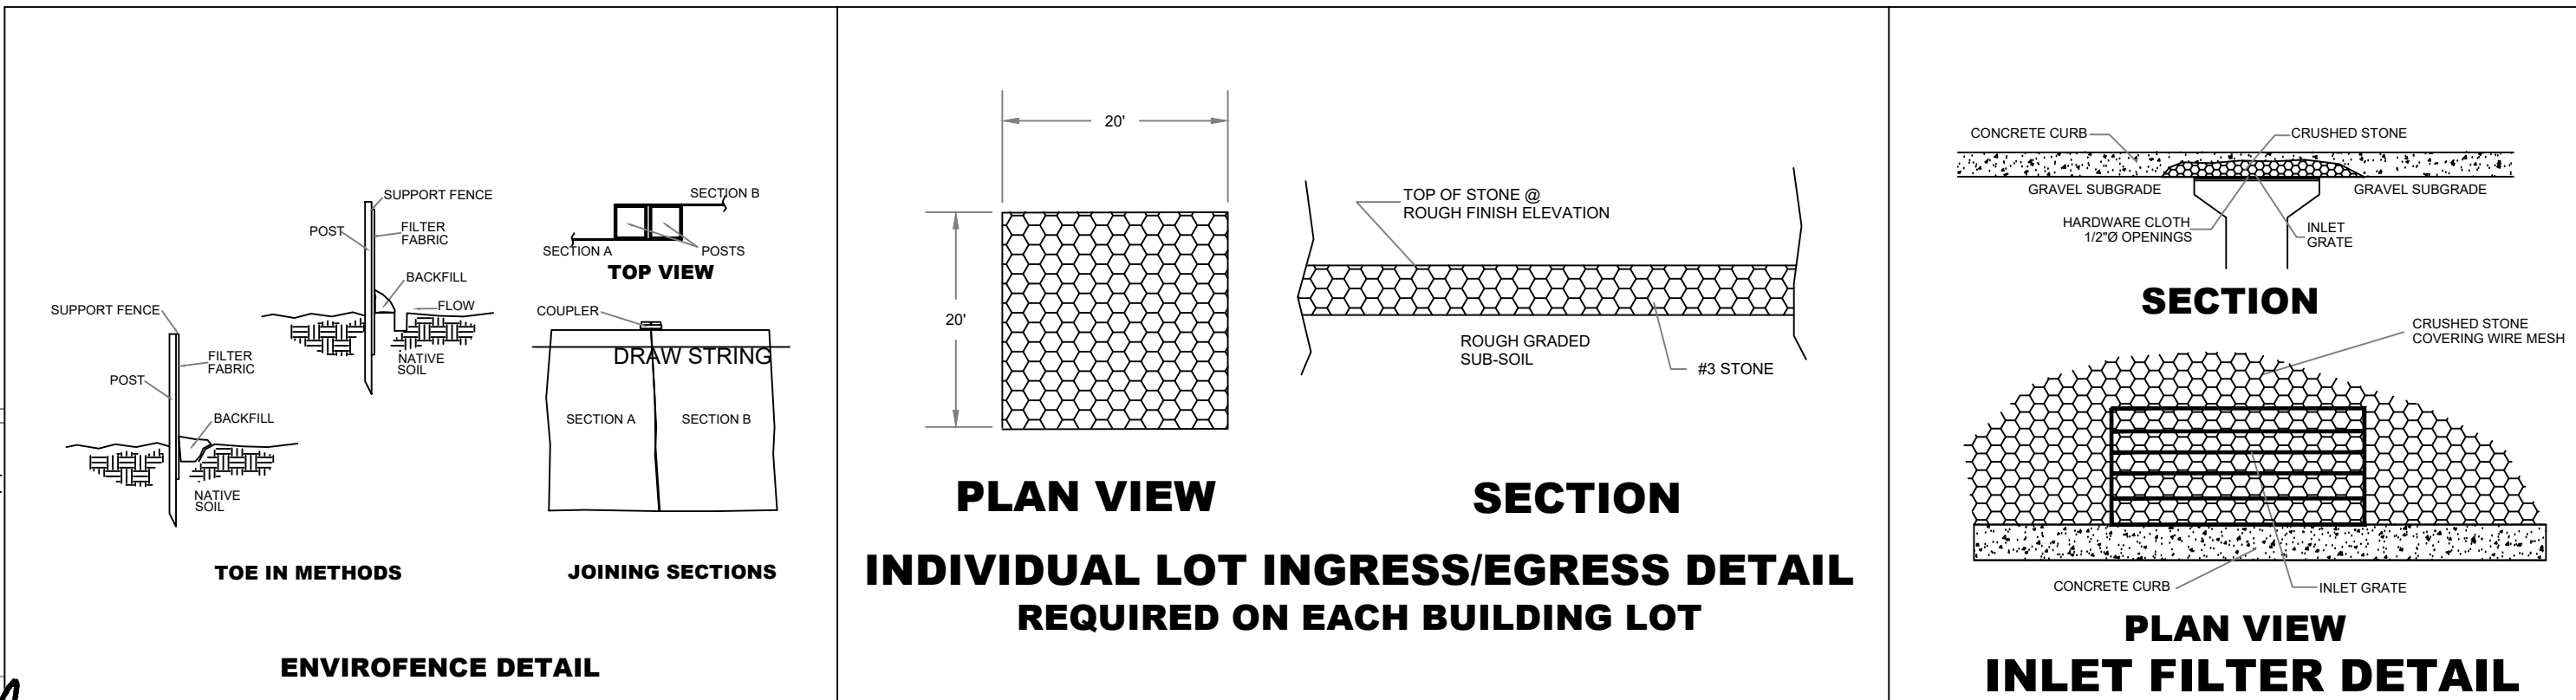 SUPPORT FENCE
POST
FILTER
FABRIC
BACKFILL
FLOW
NATIVE
SOIL
SUPPORT FENCE
FILTER
FABRIC
POST
BACKFILL
NATIVE
SOIL
TOE IN METHODS
SECTION B
SECTION A
POSTS
TOP VIEW
COUPLER
DRAW STRING
SECTION A
SECTION B
JOINING SECTIONS
ENVIROFENCE DETAIL
20'
20'
PLAN VIEW
TOP OF STONE @
ROUGH FINISH ELEVATION
ROUGH GRADED
SUB-SOIL
#3 STONE
SECTION
INDIVIDUAL LOT INGRESS/EGRESS DETAIL
REQUIRED ON EACH BUILDING LOT
CONCRETE CURB
CRUSHED STONE
GRAVEL SUBGRADE
GRAVEL SUBGRADE
HARDWARE CLOTH
1/2"Ø OPENINGS
INLET
GRATE
SECTION
CRUSHED STONE
COVERING WIRE MESH
CONCRETE CURB
INLET GRATE
PLAN VIEW
INLET FILTER DETAIL